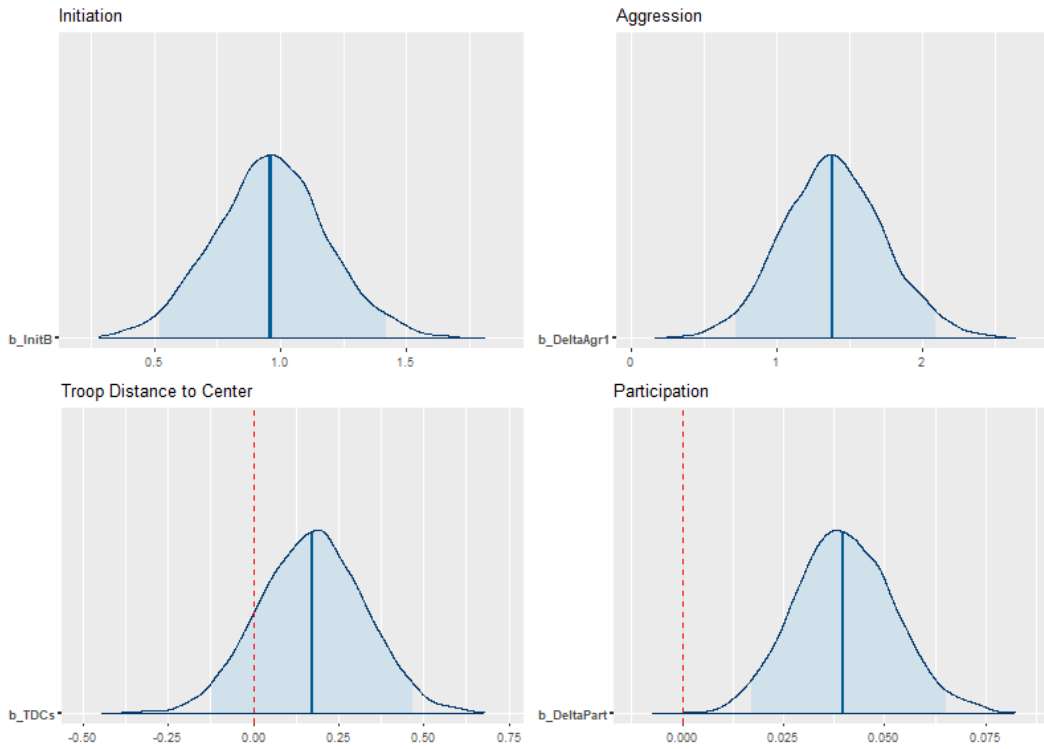 Initiation
b_InitB
0.5 1.0 1.5
Aggression
b_DeltaAgr1
0 1 2
Troop Distance to Center
b_TDCs
-0.50 -0.25 0.00 0.25 0.50 0.75
Participation
b_DeltaPart
0.000 0.025 0.050 0.075